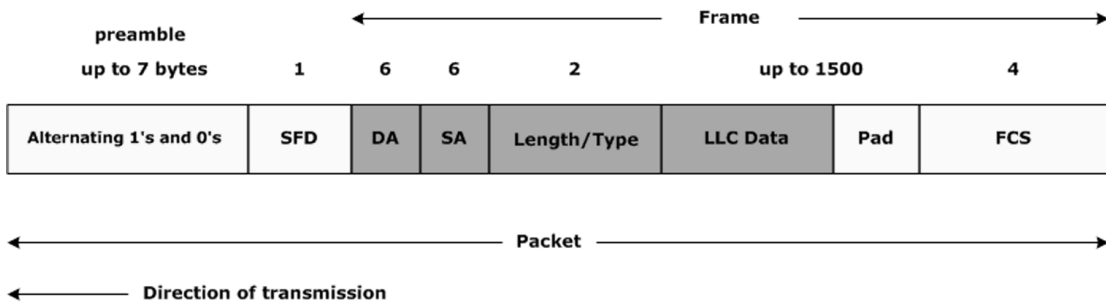 Frame
preamble
up to 7 bytes 1 6 6 2 up to 1500 4
Alternating 1's and 0's SFD DA SA Length/Type LLC Data Pad FCS
Packet
Direction of transmission